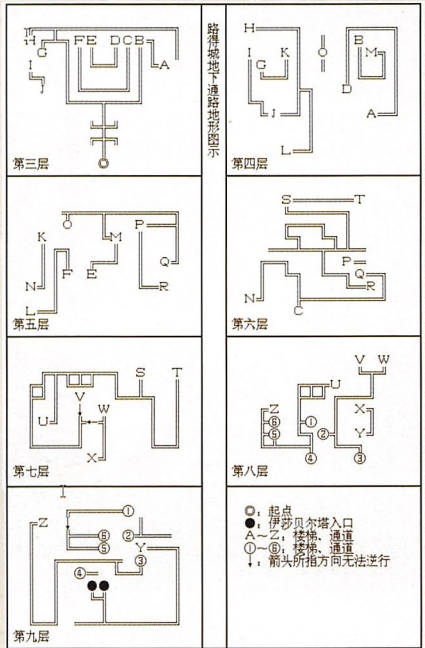 路得城地下通路地形图示
H
F
E
D
C
B
G
I
A
J
第三层
H
I
K
O
B
M
G
D
J
A
L
第四层
O
P
K
M
F
E
Q
N
R
L
第五层
S
T
P
Q
N
R
C
第六层
S
T
V
W
U
X
第七层
V
W
U
Z
X
⑥
①
⑤
②
Y
④
③
第八层
Z
①
⑥
②
⑤
Y
③
④
第九层
◎：起点
●：伊莎贝尔塔入口
A～Z：楼梯、通道
①～⑥：楼梯、通道
↓：箭头所指方向无法逆行